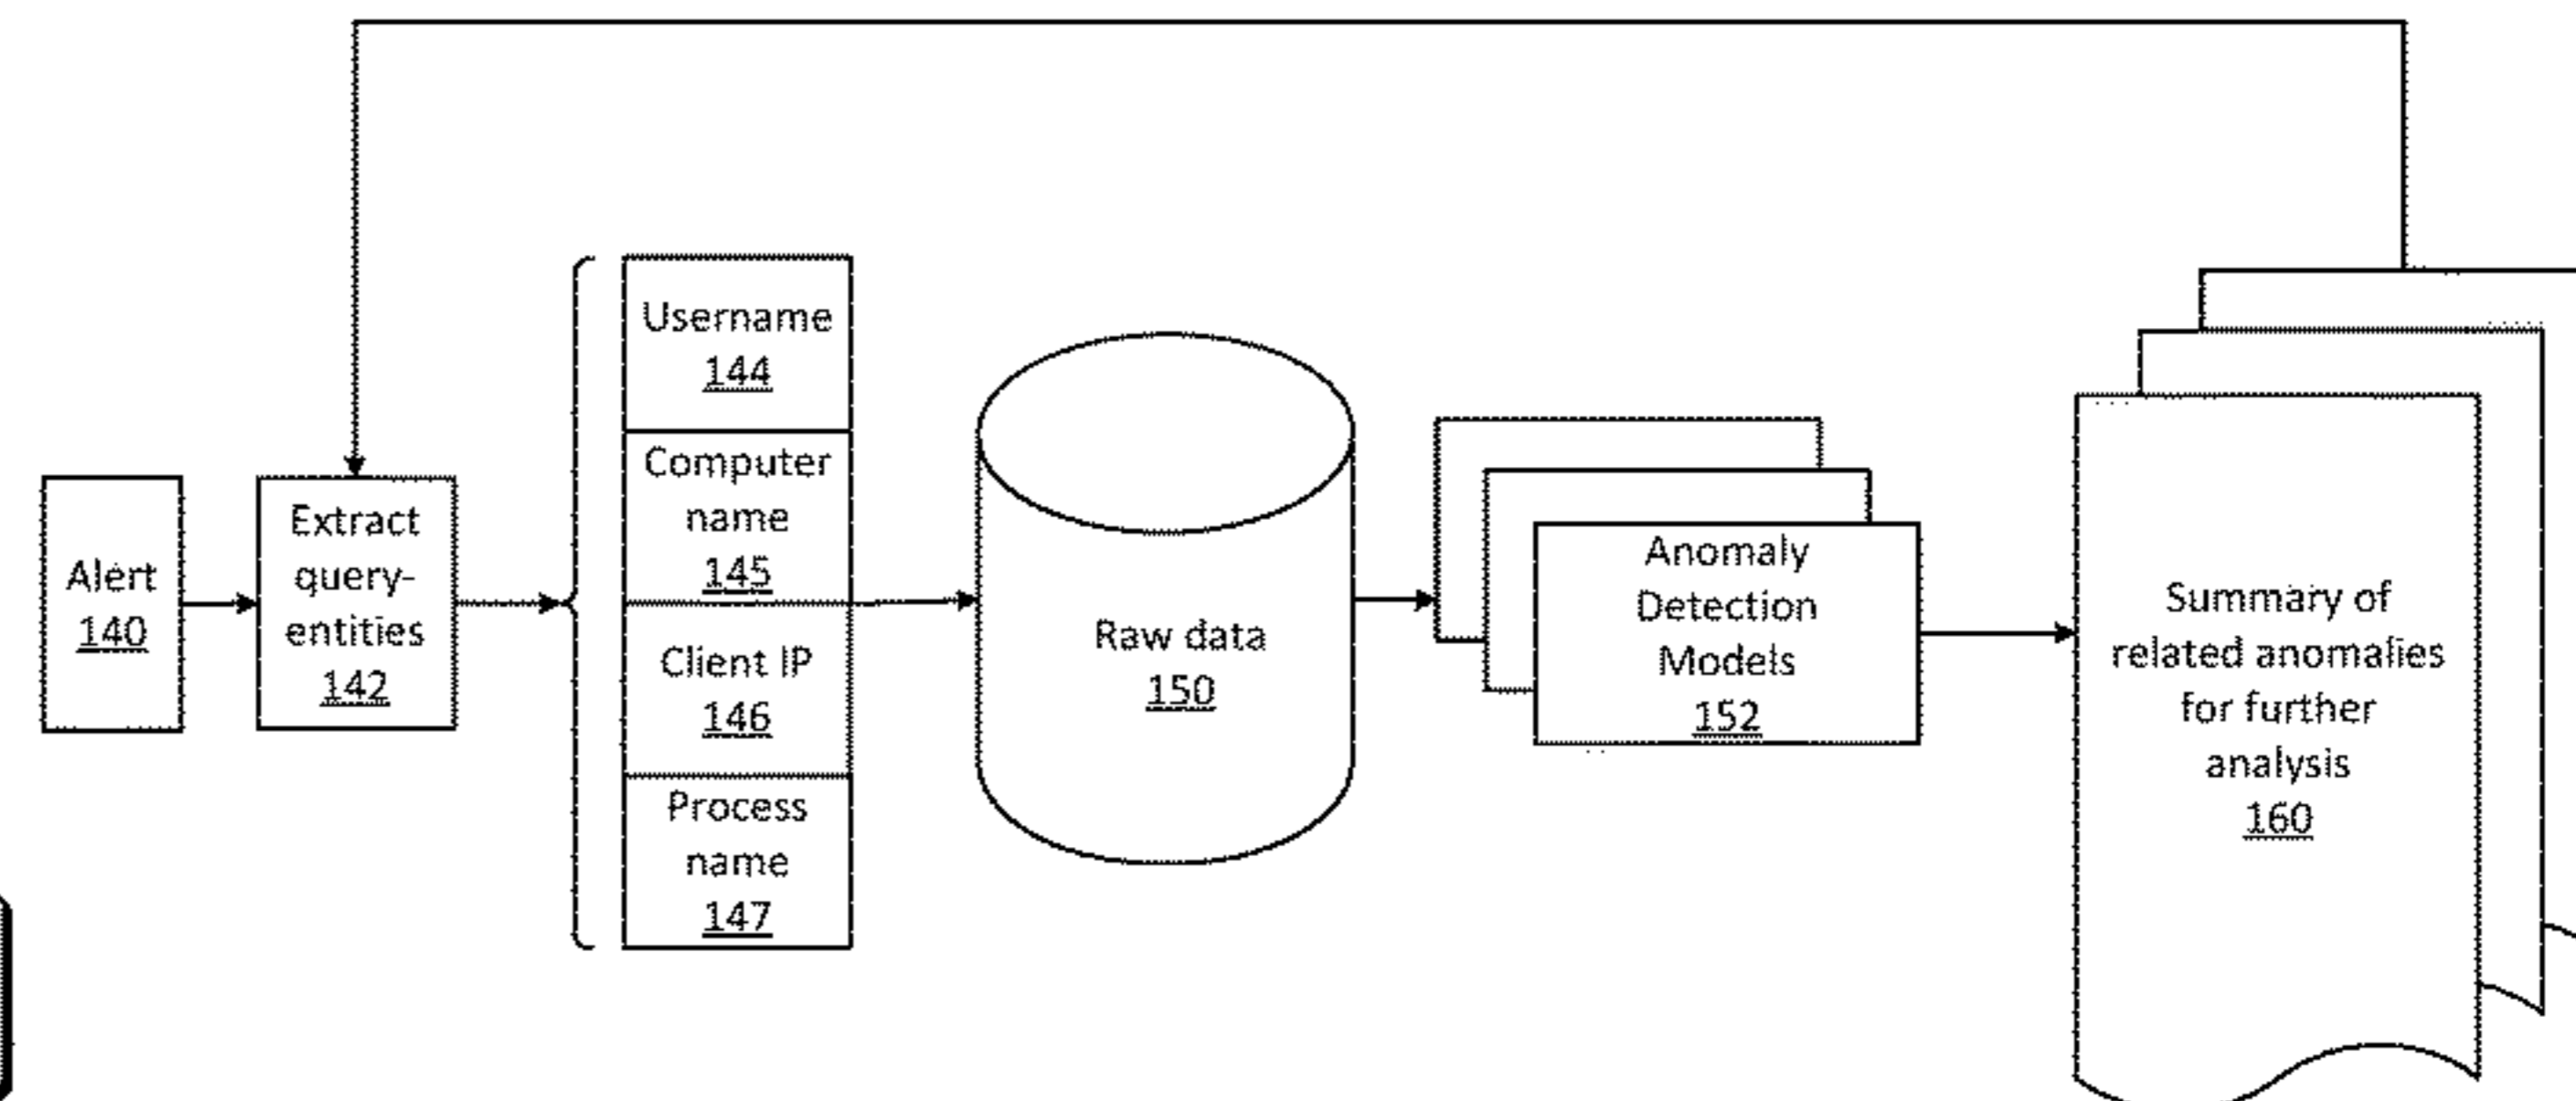 Alert
140
Extract
query-
entities
142
Username
144
Computer
name
145
Client IP
146
Process
name
147
Raw data
150
Anomaly
Detection
Models
152
Summary of
related anomalies
for further
analysis
160